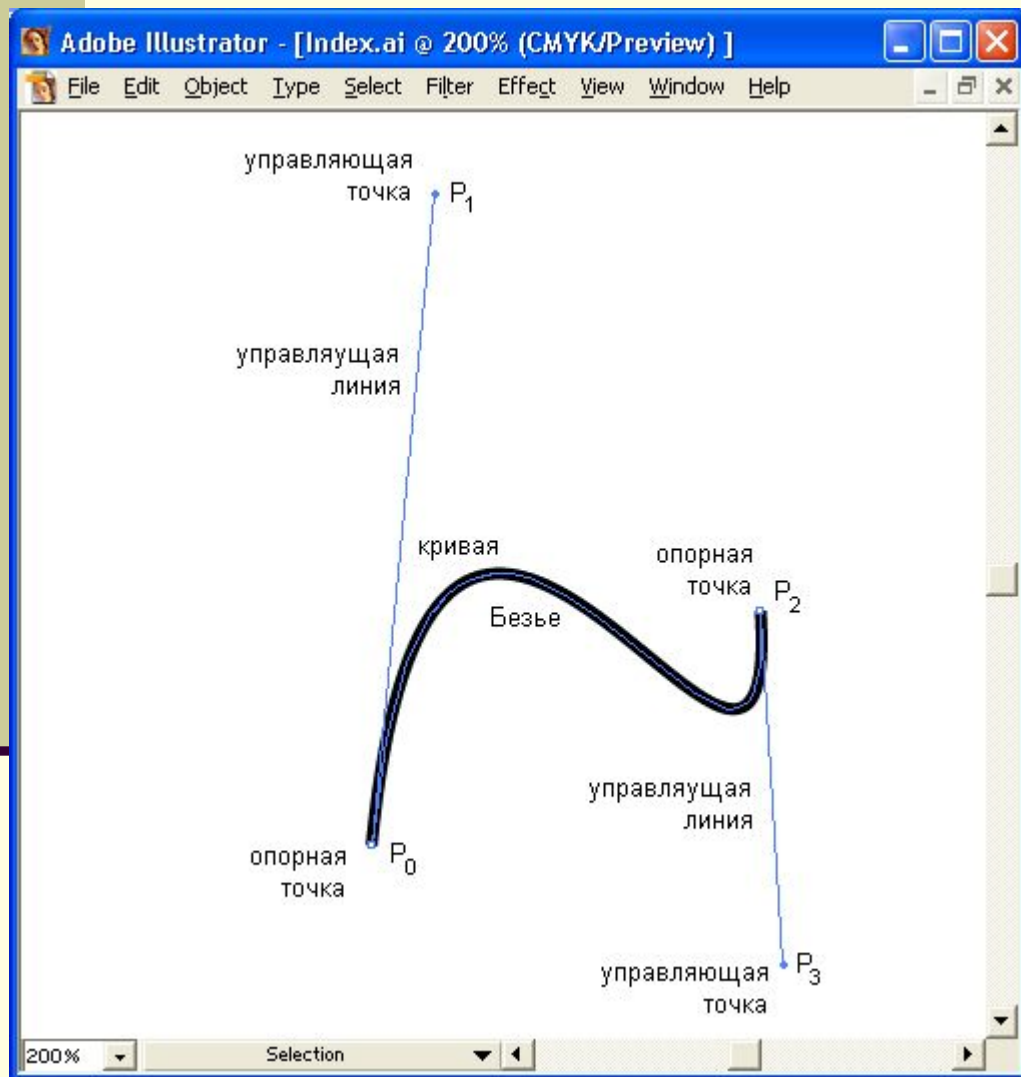 Adobe Illustrator - [Index.ai @ 200% (CMYK/Preview) ]
File Edit Object Type Select Filter Effect View Window Help
управляющая
точка P1
управляущая
линия
кривая
Безье
опорная
точка P2
управляущая
линия
опорная P0
точка
управляющая P3
точка
200% Selection